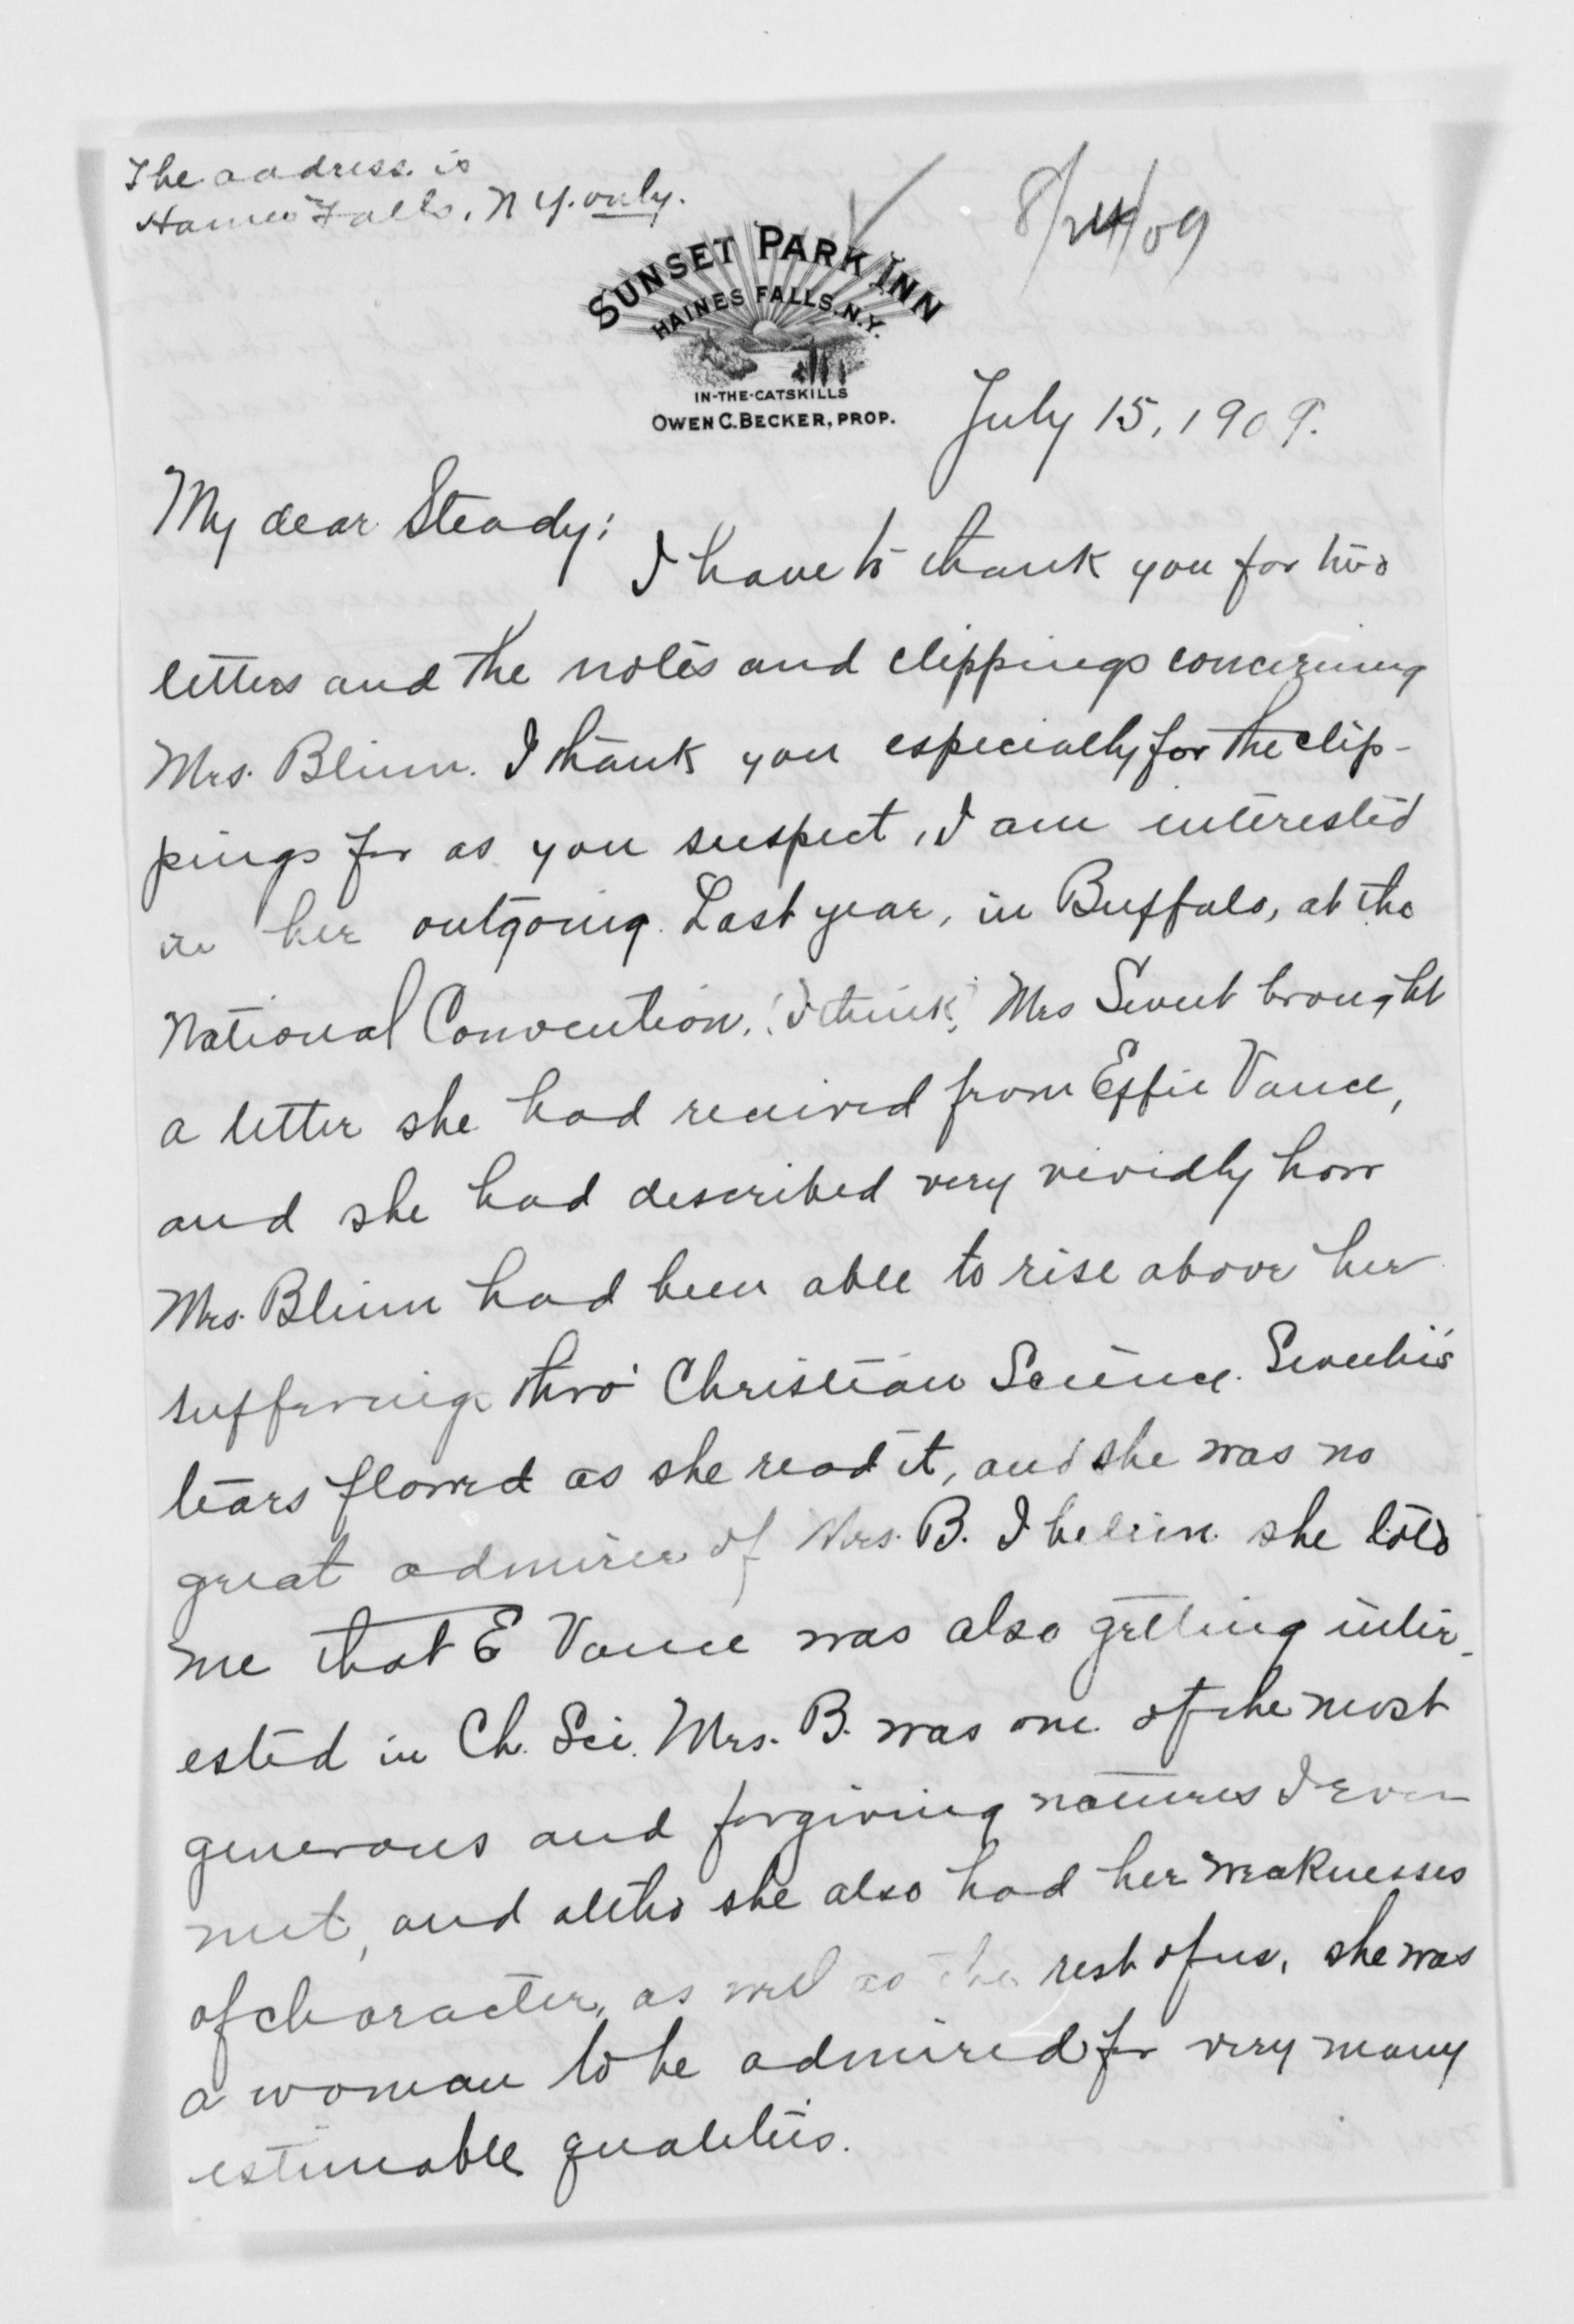 The address is
Haines Falls, N Y. only.
8/24/09
SUNSET PARK INN
HAINES FALLS, N.Y.
IN-THE-CATSKILLS
OWEN C. BECKER, PROP.
July 15, 1909.
My dear Steady:
I have to thank you for two
letters and the notes and clippings concerning
Mrs. Blinn. I thank you especially for the clip-
pings for as you suspect, I am interested
in her outgoing. Last year, in Buffalo, at the
National Convention, (I think) Mrs Sweet brought
a letter she had received from Effie Vance,
and she had described very vividly how
Mrs. Blinn had been able to rise above her
sufferings thro' Christian Science. Sweetie's
tears flowed as she read it, and she was no
great admirer of Mrs. B. I believe she told
me that E Vance was also getting inter-
ested in Ch. Sci. Mrs. B. was one of the most
generous and forgiving natures I ever
met, and altho she also had her weaknesses
of character, as well as the rest of us, she was
a woman to be admired for very many
estimable qualities.